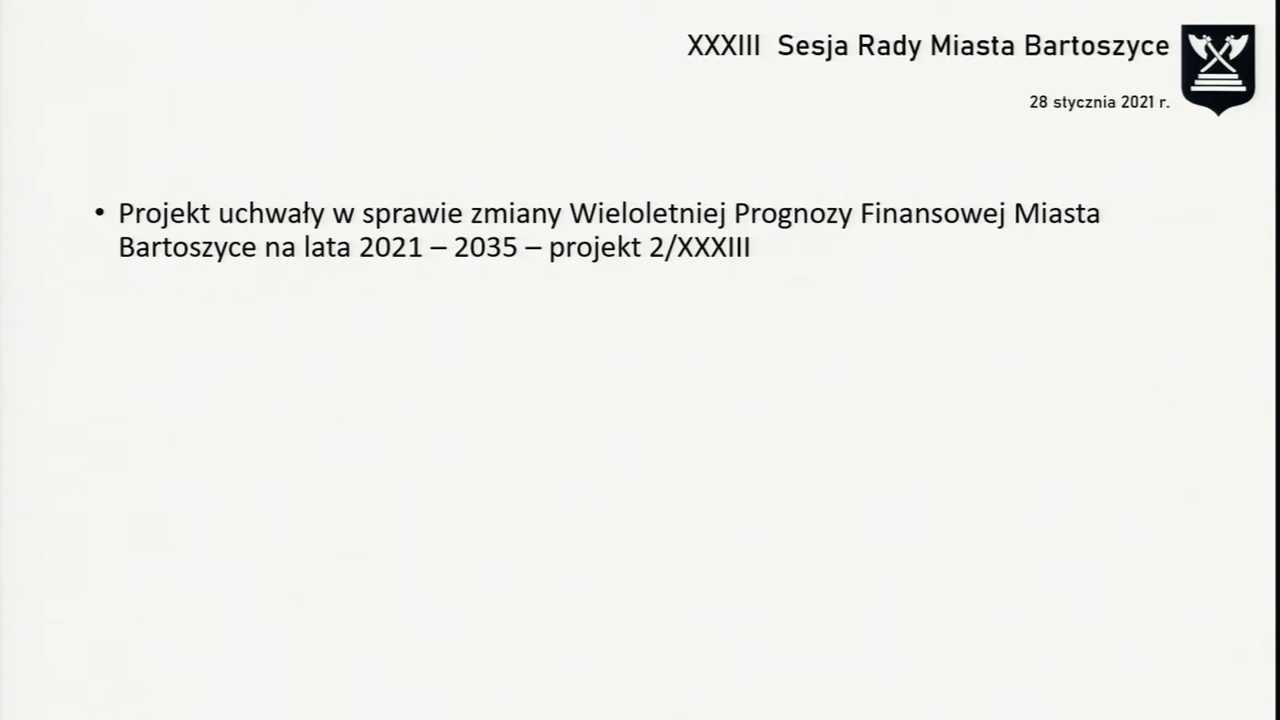 XXXIII Sesja Rady Miasta Bartoszyce
28 stycznia 2021 r.
• Projekt uchwały w sprawie zmiany Wieloletniej Prognozy Finansowej Miasta
Bartoszyce na lata 2021 – 2035 – projekt 2/XXXIII